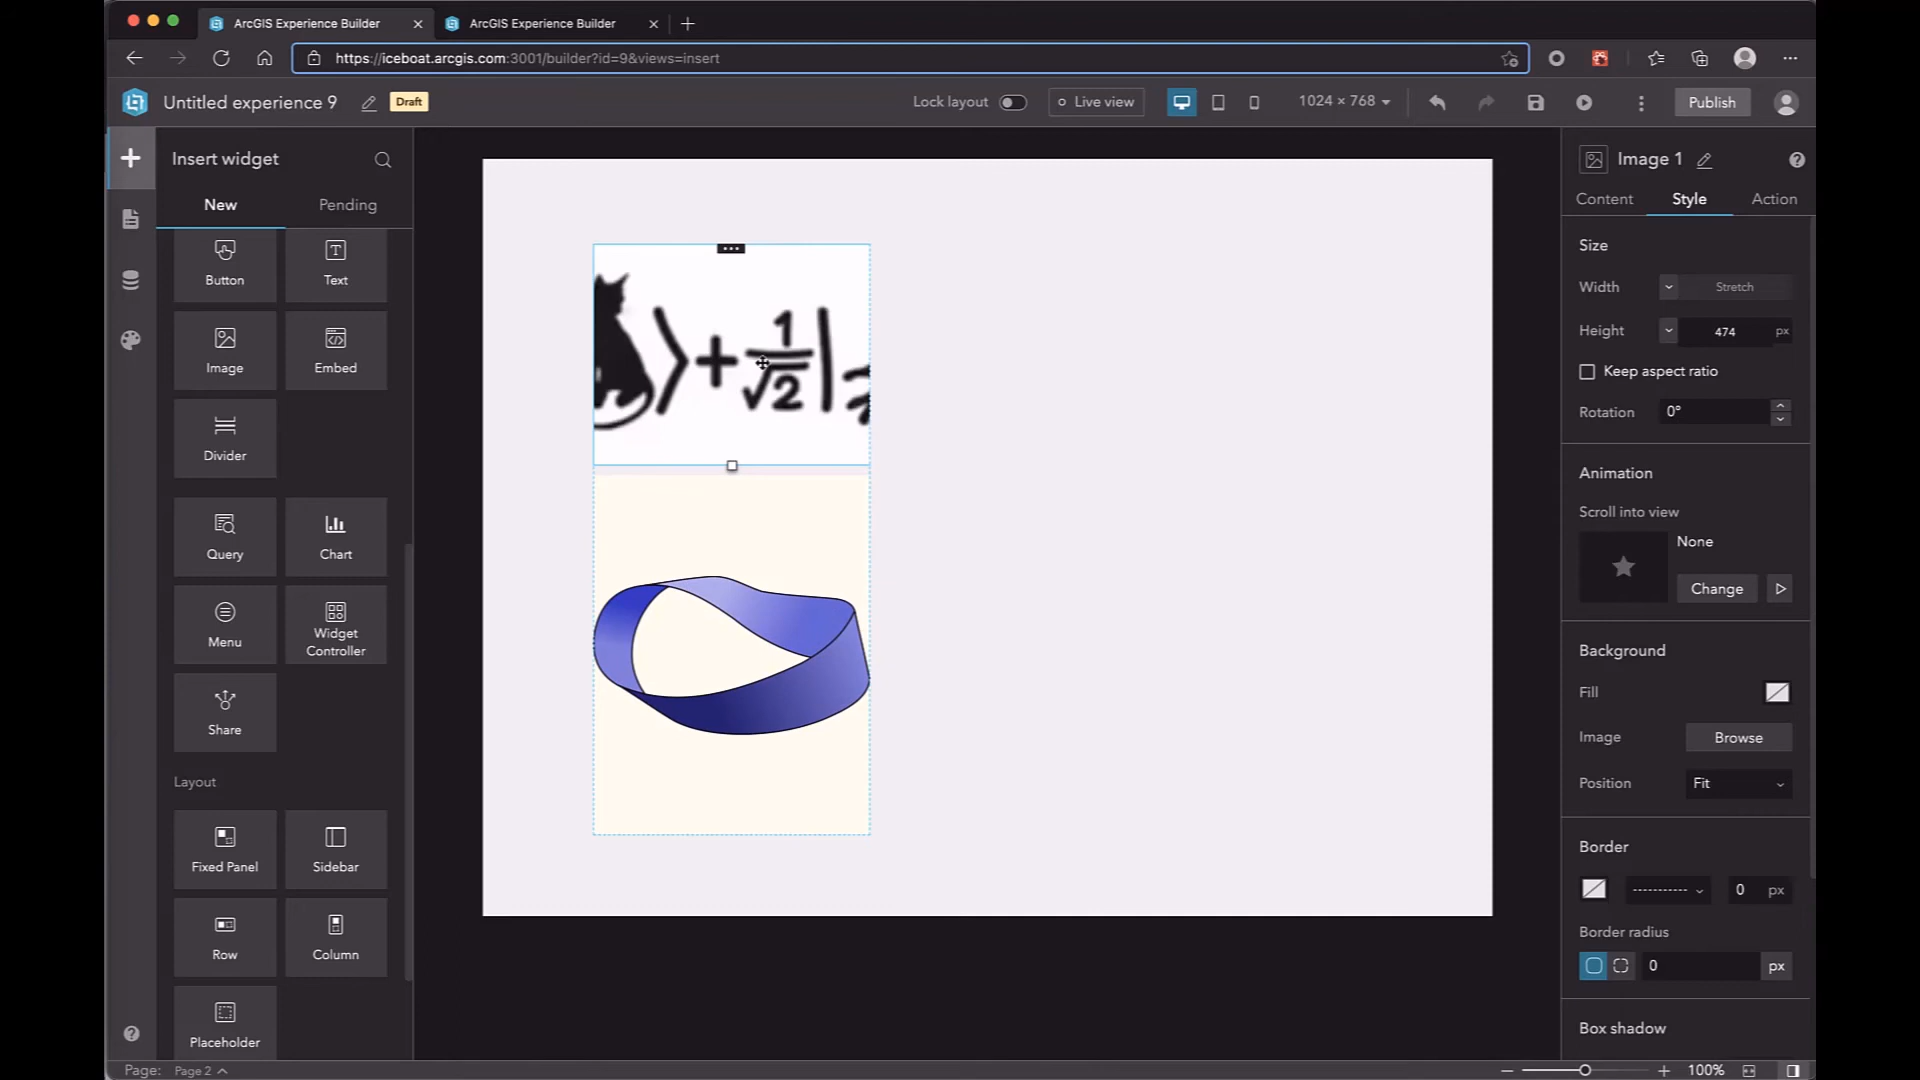 ArcGIS Experience Builder
ArcGIS Experience Builder
https://iceboat.arcgis.com:3001/builder?id=9&views=insert
Untitled experience 9
Draft
Lock layout
Live view
1024 × 768
Publish
Insert widget
New
Pending
Button
Text
Image
Embed
Divider
Query
Chart
Menu
Widget
Controller
Share
Layout
Fixed Panel
Sidebar
Row
Column
Placeholder
Page:
Page 2
⟩+1/√2|
Image 1
Content
Style
Action
Size
Width
Stretch
Height
474
px
Keep aspect ratio
Rotation
0°
Animation
Scroll into view
None
Change
Background
Fill
Image
Browse
Position
Fit
Border
0
px
Border radius
0
px
Box shadow
100%